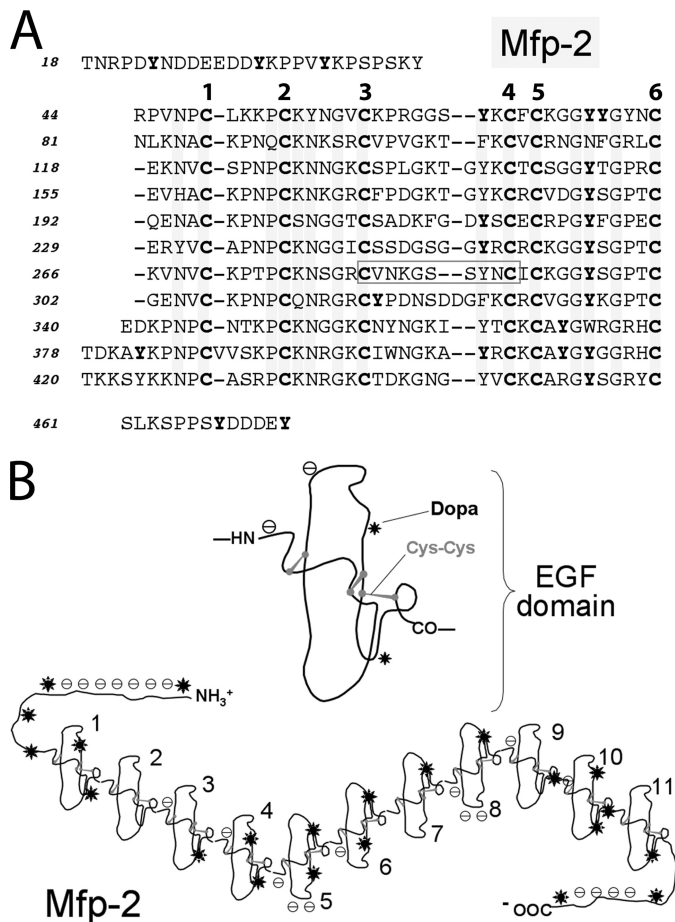 A
Mfp-2
18 TNRPDYNDDEEDDYKPPVYKPSPSKY
1 2 3 4 5 6
44 RPVNPC-LKKPCKYNGVCKPRGGS--YKCFCKGGYYGYNC
81 NLKNAC-KPNQCKNKSRCVPVGKT-FKCVCRNGNFGRLC
118 -EKNVC-SPNPCKNNGKCSPLGKT-GYKCTCSGGYTGPRC
155 -EVHAC-KPNPCKNKGRCFPDGKT-GYKCRCVDGYSGPTC
192 -QENAC-KPNPCSNGGTCSADKFG-DYSCECRPGYFGPEC
229 -ERYVC-APNPCKNGGICSSDGSG-GYRCRCKGGYSGPTC
266 -KVNVC-KPTPCKNSGRCVNKGS--SYNCICKGGYSGPTC
302 -GENVC-KPNPCQNRGRCYPDNSDDGFKCRCVGGYKGPTC
340 EDKPNPC-NTKPCKNGGKCNYNGKI-YTCKCAYGWRGRHC
378 TDKAYKPNPCVVSKPCKNRGKCIWNGKA--YRCKCAYGYGGRHC
420 TKKSYKKNPC-ASRPCKNRGKCTDKGNG--YVCKCARGYSGRYC
461 SLKSPPSYDDDEY
B
Dopa
—HN
Cys-Cys
EGF
domain
CO—
NH3+
1 2 3 4 5 6 7 8 9 10 11
Mfp-2
-OOC